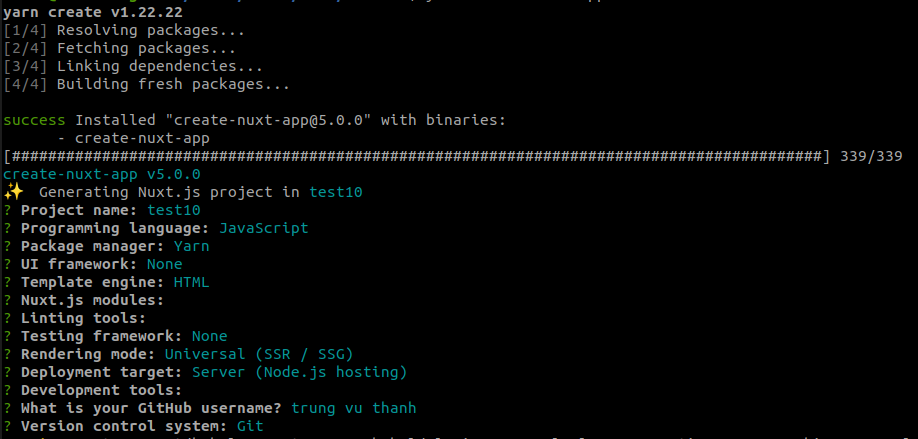 yarn create v1.22.22
[1/4] Resolving packages...
[2/4] Fetching packages...
[3/4] Linking dependencies...
[4/4] Building fresh packages...
success Installed "create-nuxt-app@5.0.0" with binaries:
- create-nuxt-app
[##########################################################################################] 339/339
create-nuxt-app v5.0.0
✨ Generating Nuxt.js project in test10
? Project name: test10
? Programming language: JavaScript
? Package manager: Yarn
? UI framework: None
? Template engine: HTML
? Nuxt.js modules:
? Linting tools:
? Testing framework: None
? Rendering mode: Universal (SSR / SSG)
? Deployment target: Server (Node.js hosting)
? Development tools:
? What is your GitHub username? trung vu thanh
? Version control system: Git